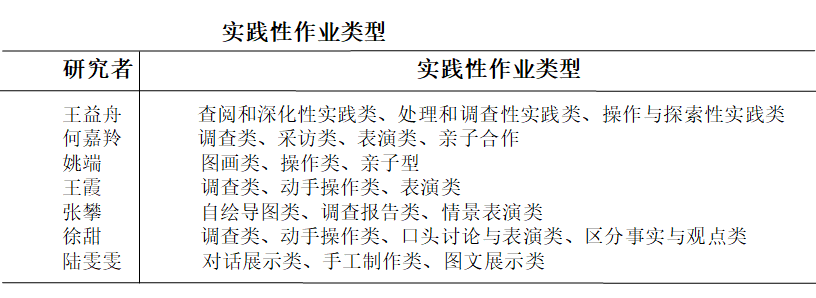 实践性作业类型
研究者 实践性作业类型
王益舟 查阅和深化性实践类、处理和调查性实践类、操作与探索性实践类
何嘉羚 调查类、采访类、表演类、亲子合作
姚端 图画类、操作类、亲子型
王霞 调查类、动手操作类、表演类
张攀 自绘导图类、调查报告类、情景表演类
徐甜 调查类、动手操作类、口头讨论与表演类、区分事实与观点类
陆雯雯 对话展示类、手工制作类、图文展示类